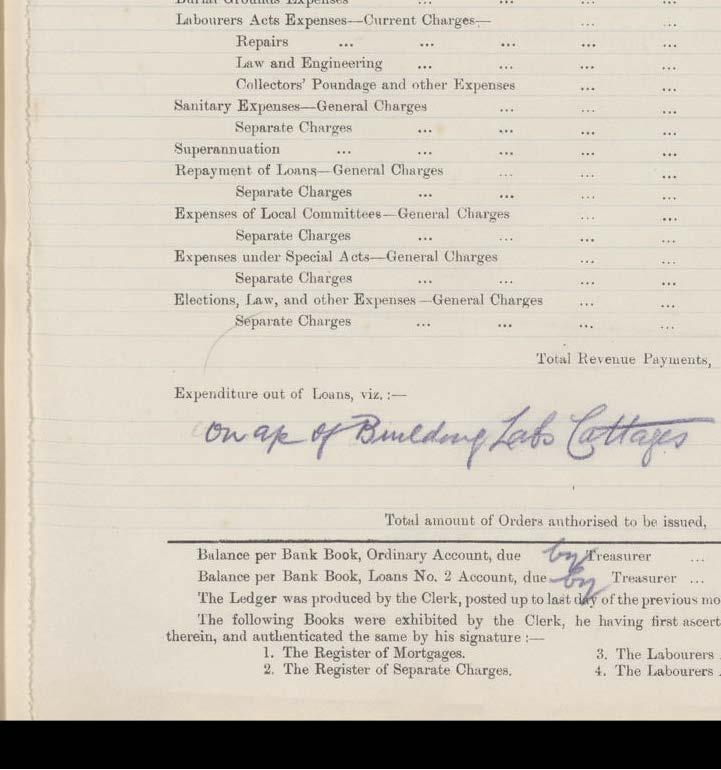 Burial Grounds Expenses ... ... ...
Labourers Acts Expenses—Current Charges— ... ...
Repairs ... ... ... ... ...
Law and Engineering ... ... ... ...
Collectors' Poundage and other Expenses ... ...
Sanitary Expenses—General Charges ... ... ...
Separate Charges ... ... ... ...
Superannuation ... ... ... ... ...
Repayment of Loans—General Charges ... ... ...
Separate Charges ... ... ... ...
Expenses of Local Committees—General Charges ... ...
Separate Charges ... ... ... ...
Expenses under Special Acts—General Charges ... ...
Separate Charges ... ... ... ...
Elections, Law, and other Expenses—General Charges ... ...
Separate Charges ... ... ... ...
Total Revenue Payments,
Expenditure out of Loans, viz. :—
on a/c of Building Labs Cottages
Total amount of Orders authorised to be issued,
Balance per Bank Book, Ordinary Account, due by Treasurer ...
Balance per Bank Book, Loans No. 2 Account, due by Treasurer ...
The Ledger was produced by the Clerk, posted up to last day of the previous mo
The following Books were exhibited by the Clerk, he having first ascert
therein, and authenticated the same by his signature :—
1. The Register of Mortgages. 3. The Labourers
2. The Register of Separate Charges. 4. The Labourers